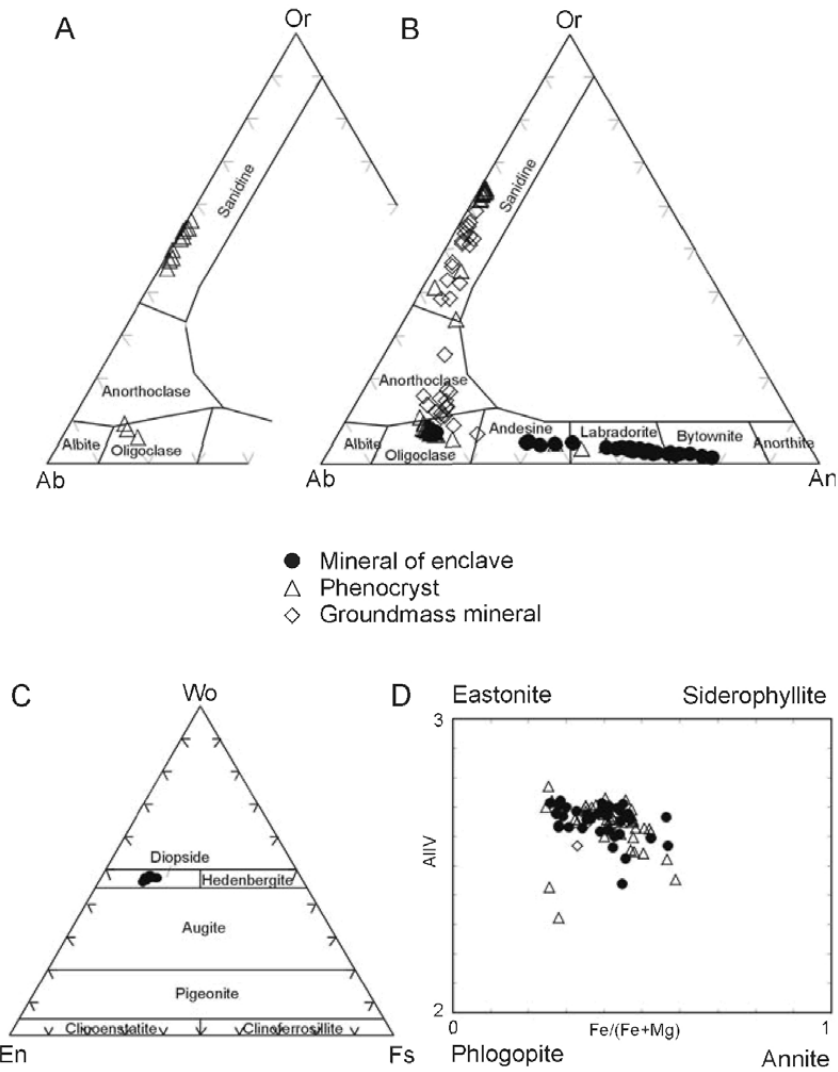 A
Or
Sanidine
Anorthoclase
Albite
Oligoclase
Ab
B
Or
Sanidine
Anorthoclase
Albite
Oligoclase
Andesine
Labradorite
Bytownite
Anorthite
Ab
An
Mineral of enclave
Phenocryst
Groundmass mineral
C
Wo
Diopside
Hedenbergite
Augite
Pigeonite
Clinoenstatite
Clinoferrosillite
En
Fs
D
Eastonite
Siderophyllite
3
AlIV
2
0
Fe/(Fe+Mg)
1
Phlogopite
Annite